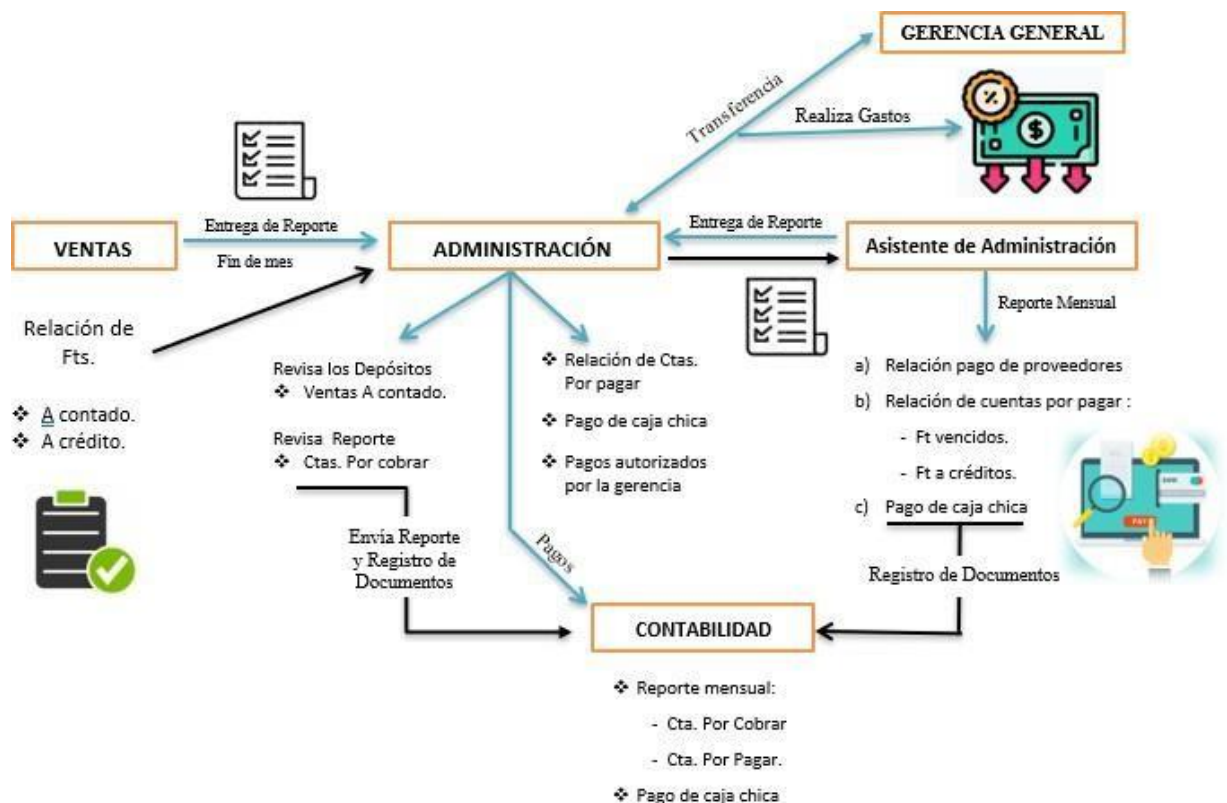 GERENCIA GENERAL
Transferencia
Realiza Gastos
Entrega de Reporte
Fin de mes
Entrega de Reporte
VENTAS
ADMINISTRACIÓN
Asistente de Administración
Reporte Mensual
Relación de
Fts.
❖ A contado.
❖ A crédito.
Revisa los Depósitos
❖ Ventas A contado.
Revisa Reporte
❖ Ctas. Por cobrar
❖ Relación de Ctas.
Por pagar
❖ Pago de caja chica
❖ Pagos autorizados
por la gerencia
a) Relación pago de proveedores
b) Relación de cuentas por pagar :
- Ft vencidos.
- Ft a créditos.
c) Pago de caja chica
PAY
Envía Reporte
y Registro de
Documentos
Pagos
Registro de Documentos
CONTABILIDAD
❖ Reporte mensual:
- Cta. Por Cobrar
- Cta. Por Pagar.
❖ Pago de caja chica